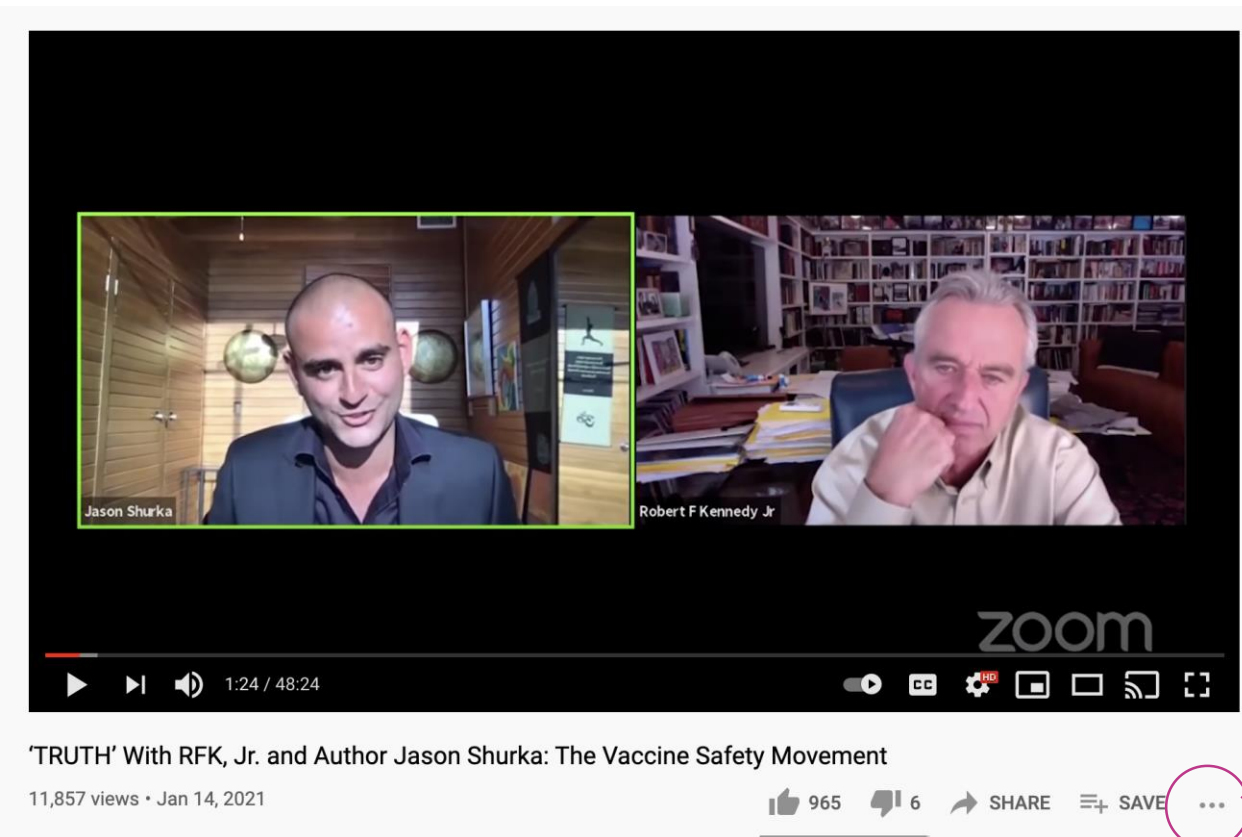 Jason Shurka
Robert F Kennedy Jr
zoom
1:24 / 48:24
CC
HD
‘TRUTH’ With RFK, Jr. and Author Jason Shurka: The Vaccine Safety Movement
11,857 views • Jan 14, 2021
965
6
SHARE
SAVE